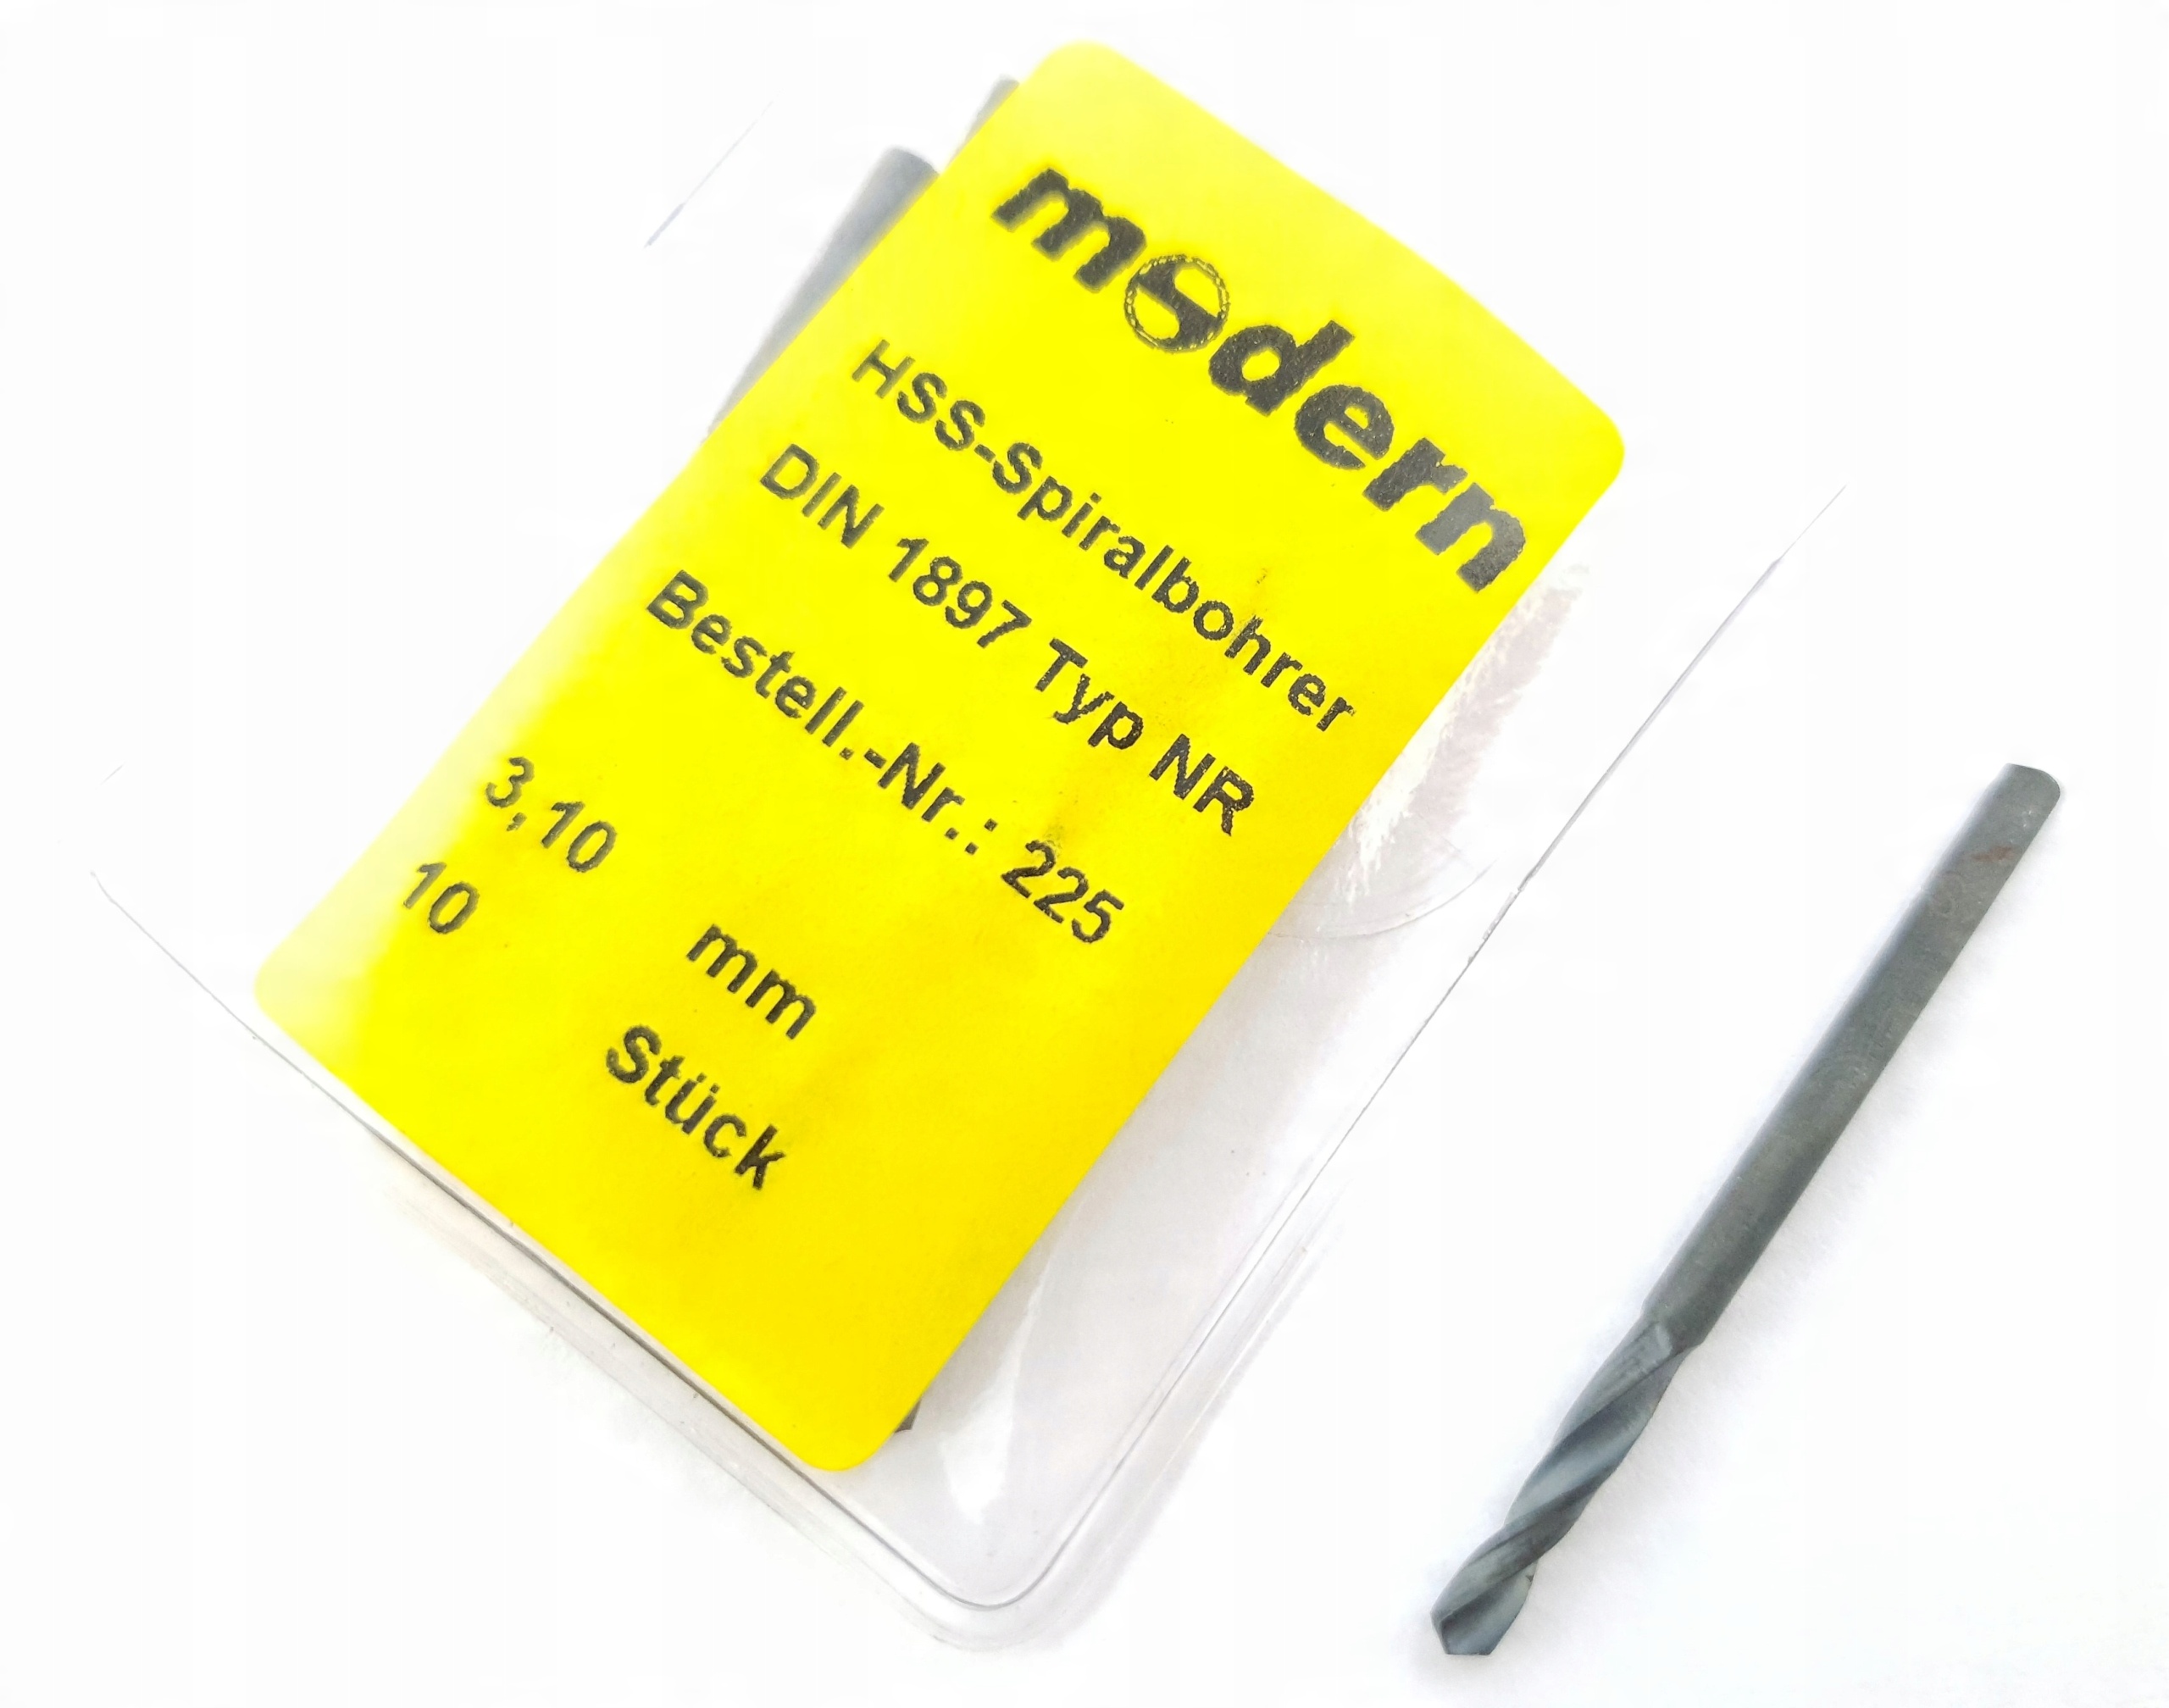 modern
HSS-Spiralbohrer
DIN 1897 Typ NR
Bestell.-Nr.: 225
3,10 mm
10 Stück